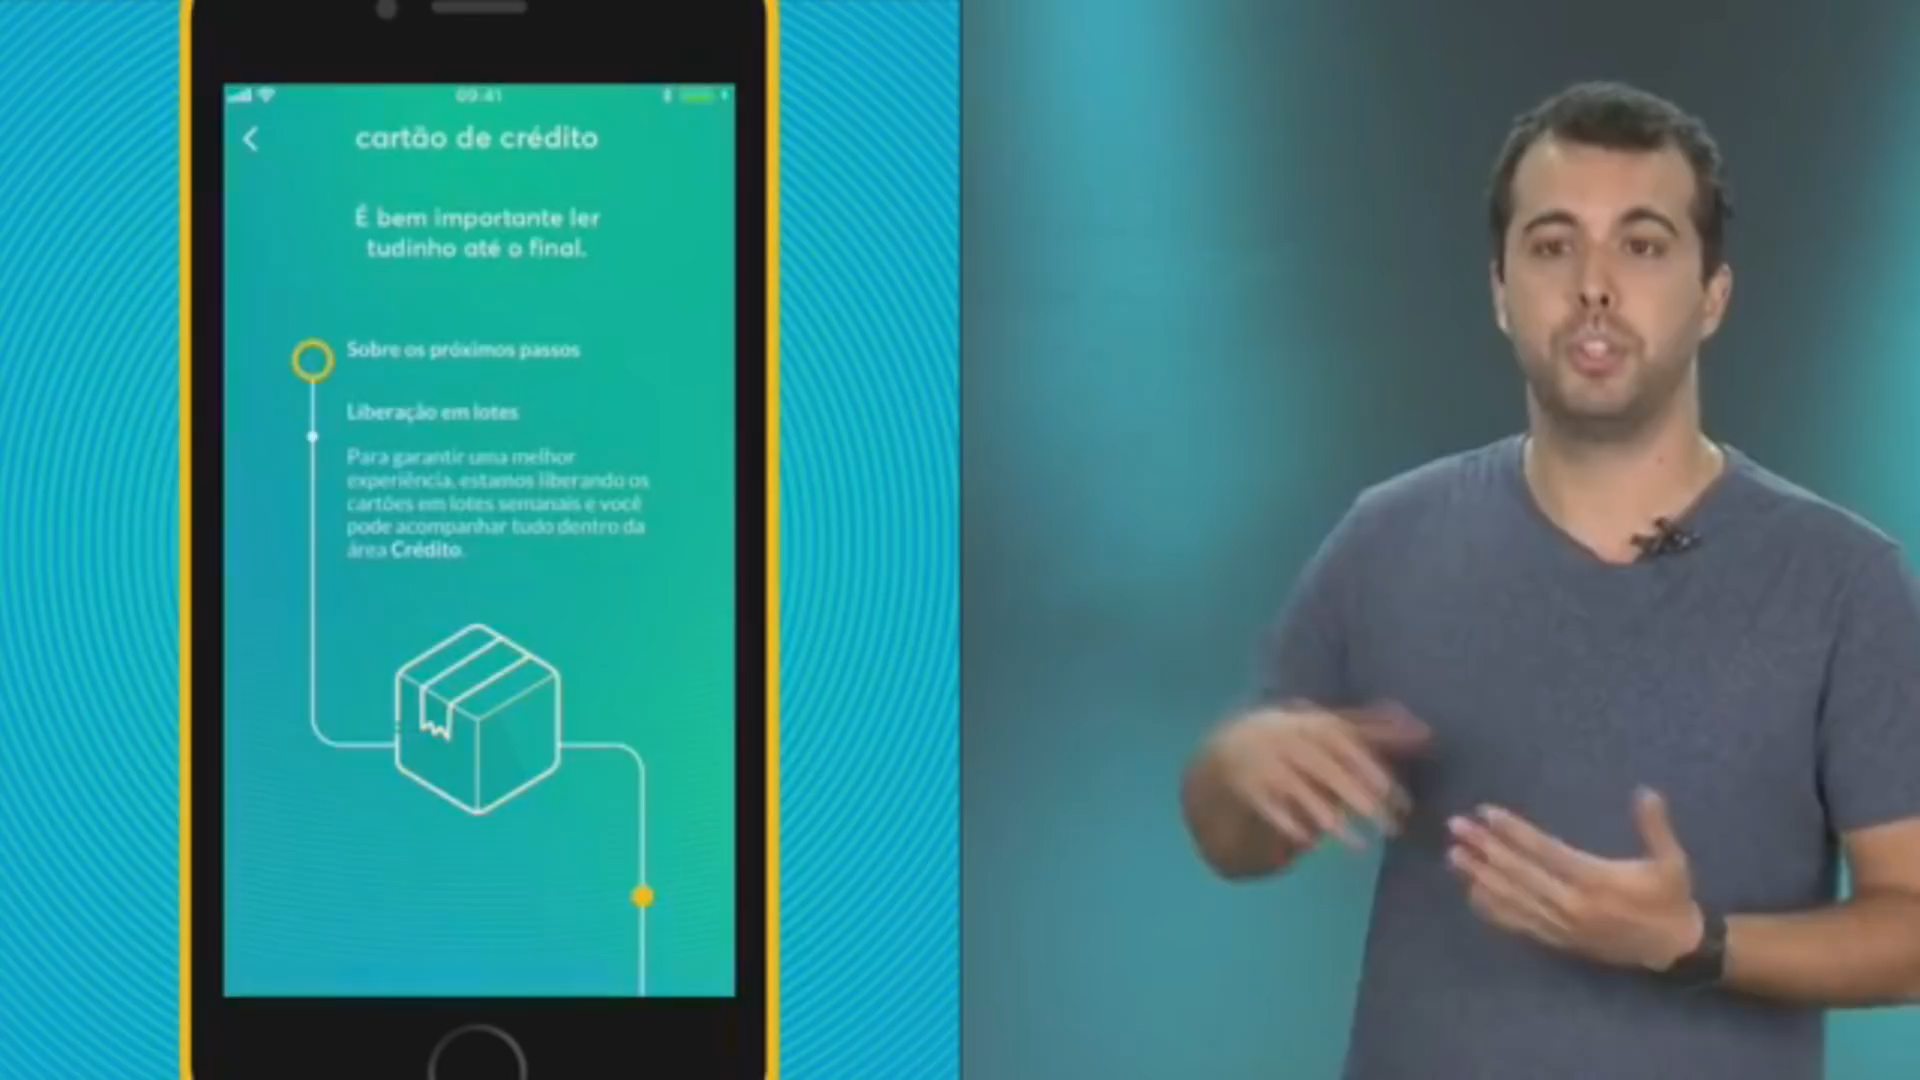 09:41
cartão de crédito
É bem importante ler
tudinho até o final.
Sobre os próximos passos
Liberação em lotes
Para garantir uma melhor
experiência, estamos liberando os
cartões em lotes semanais e você
pode acompanhar tudo dentro da
área Crédito.